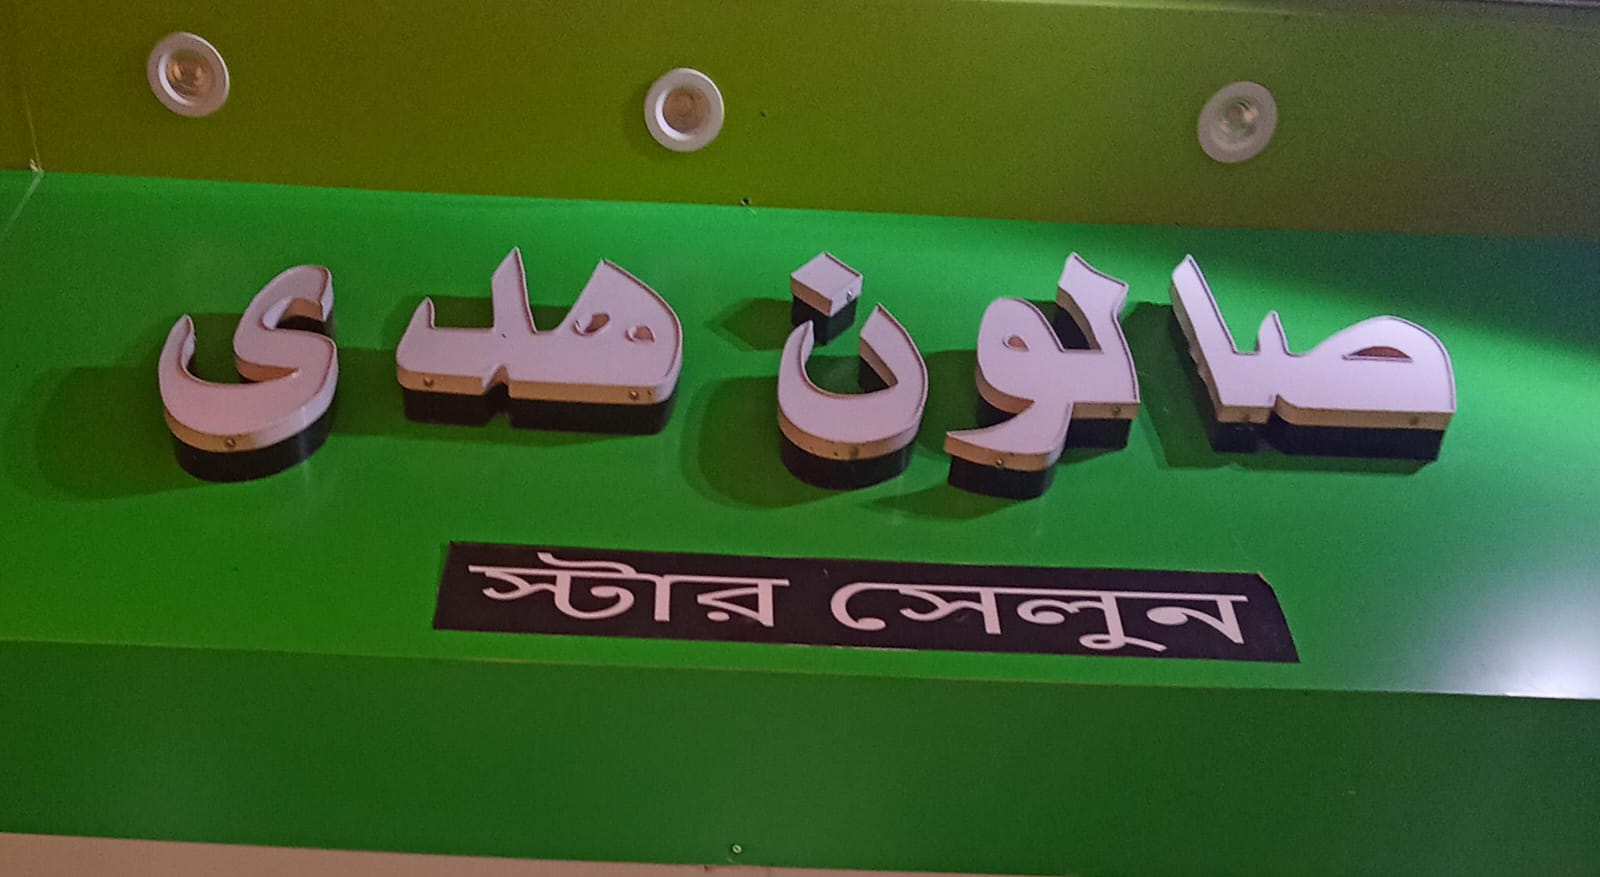 صالون هدى
স্টার সেলুন